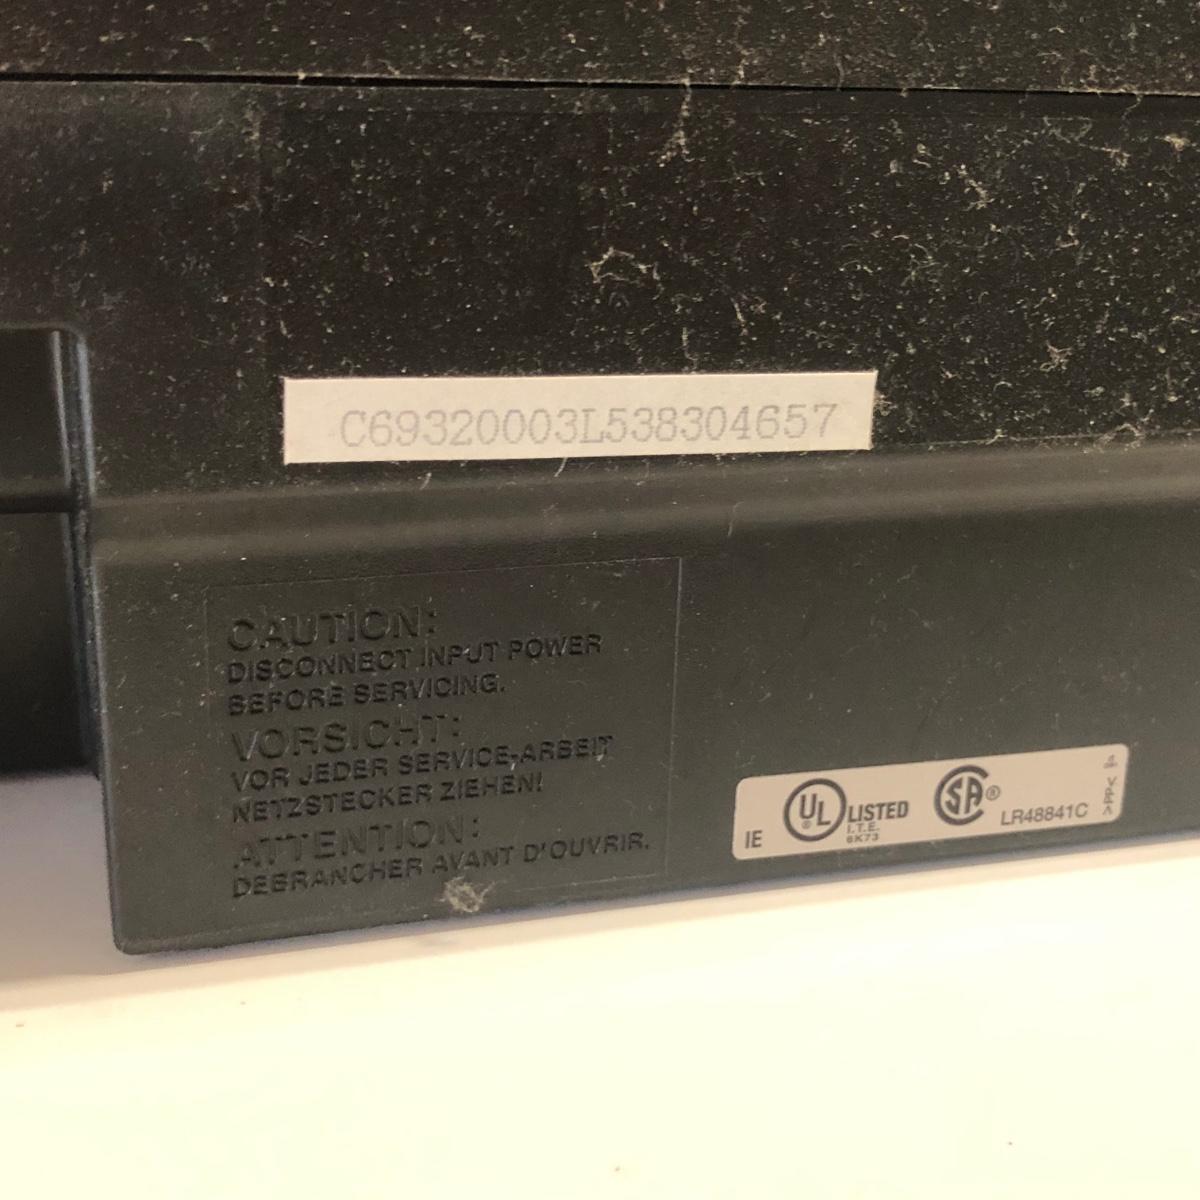 C69320003L538304657
CAUTION:
DISCONNECT INPUT POWER
BEFORE SERVICING.
VORSICHT:
VOR JEDER SERVICE-ARBEIT
NETZSTECKER ZIEHEN!
ATTENTION:
DEBRANCHER AVANT D'OUVRIR.
IE
UL ®
LISTED
I.T.E.
6K73
SA ®
LR48841C